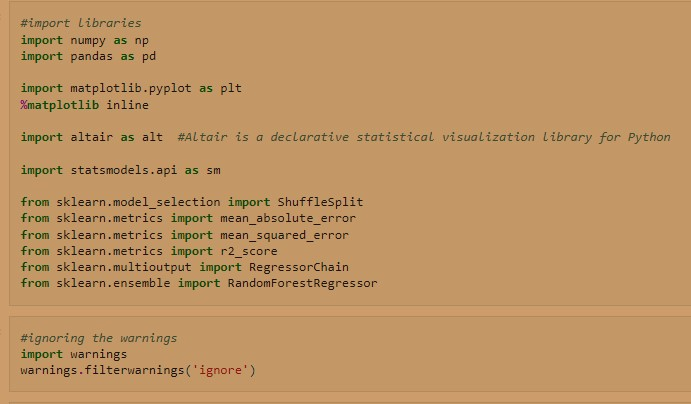 #import libraries
import numpy as np
import pandas as pd
import matplotlib.pyplot as plt
%matplotlib inline
import altair as alt  #Altair is a declarative statistical visualization library for Python
import statsmodels.api as sm
from sklearn.model_selection import ShuffleSplit
from sklearn.metrics import mean_absolute_error
from sklearn.metrics import mean_squared_error
from sklearn.metrics import r2_score
from sklearn.multioutput import RegressorChain
from sklearn.ensemble import RandomForestRegressor
#ignoring the warnings
import warnings
warnings.filterwarnings('ignore')